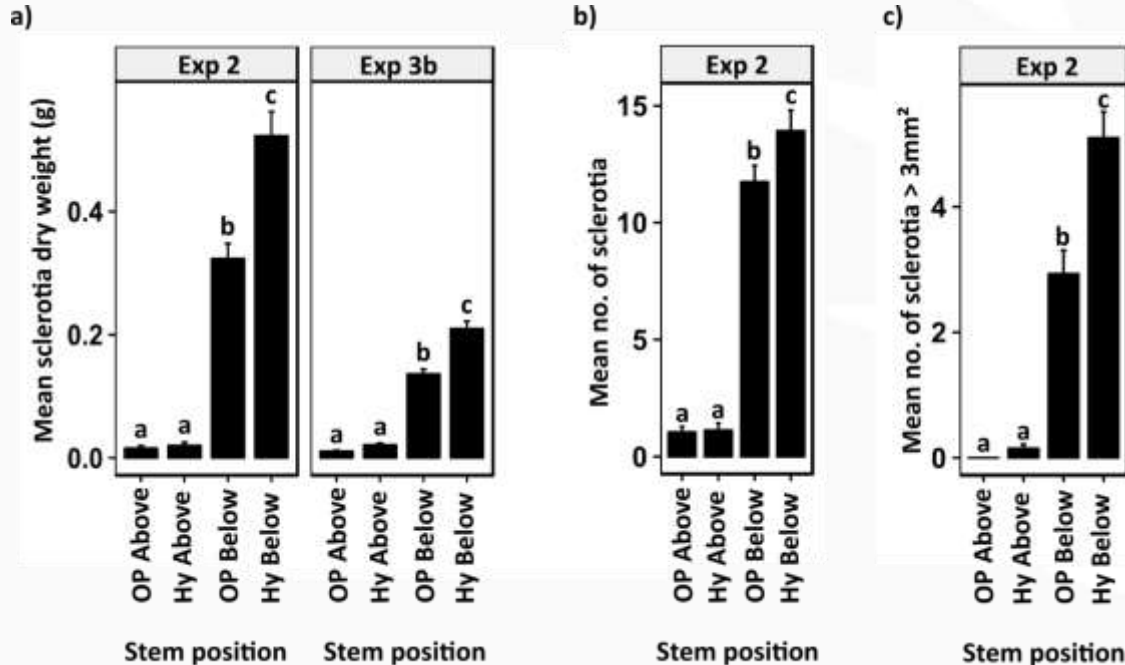 a)
Exp 2
Exp 3b
Mean sclerotia dry weight (g)
0.4
0.2
0.0
a
a
b
c
a
a
b
c
OP Above
Hy Above
OP Below
Hy Below
OP Above
Hy Above
OP Below
Hy Below
Stem position
Stem position
b)
Exp 2
Mean no. of sclerotia
15
10
5
0
a
a
b
c
OP Above
Hy Above
OP Below
Hy Below
Stem position
c)
Exp 2
Mean no. of sclerotia > 3mm²
4
2
0
a
a
b
c
OP Above
Hy Above
OP Below
Hy Below
Stem position